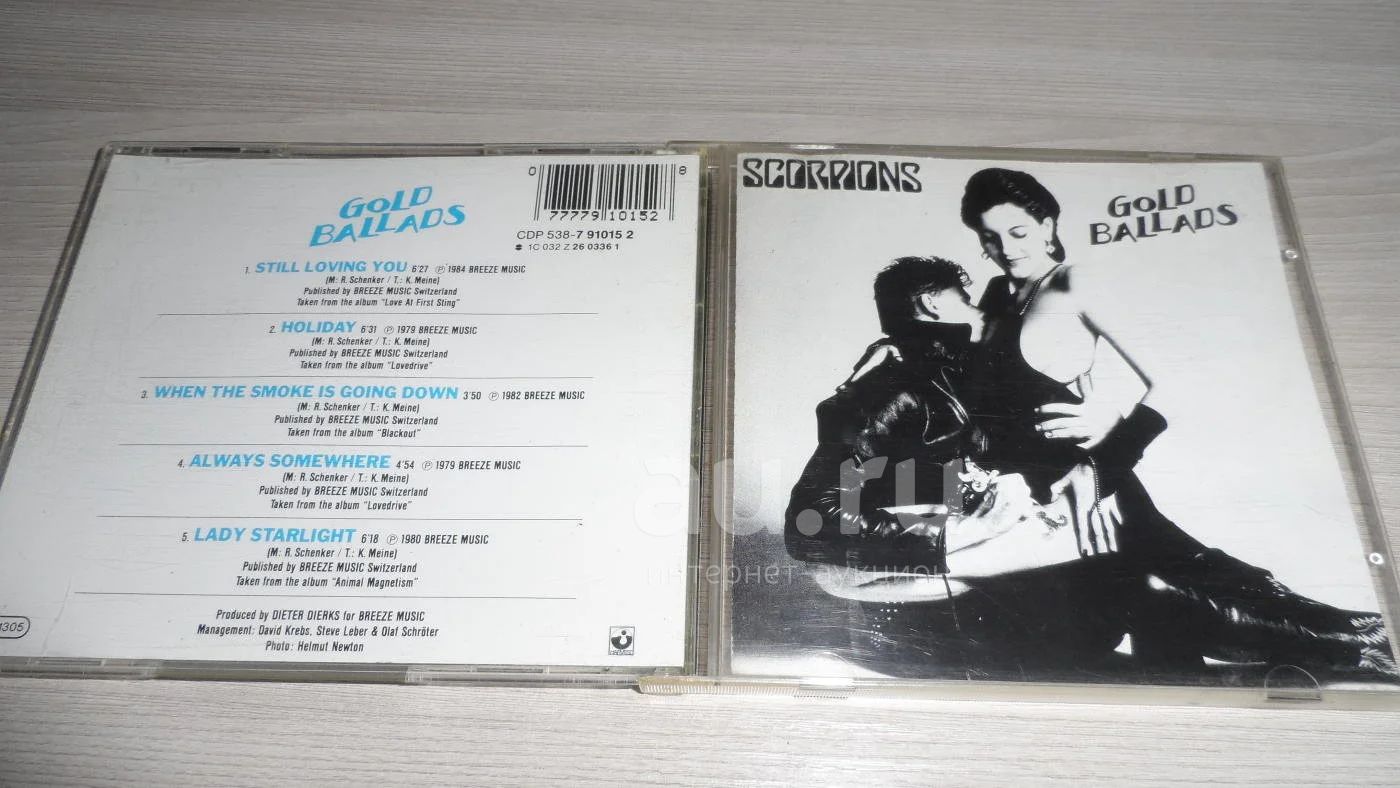 GOLD
BALLADS
0 77779 10152 8
CDP 538-7 91015 2
1C 032 Z 26 0336 1
1. STILL LOVING YOU 6'27 Ⓟ 1984 BREEZE MUSIC
(M: R. Schenker / T.: K. Meine)
Published by BREEZE MUSIC Switzerland
Taken from the album "Love At First Sting"
2. HOLIDAY 6'31 Ⓟ 1979 BREEZE MUSIC
(M: R. Schenker / T.: K. Meine)
Published by BREEZE MUSIC Switzerland
Taken from the album "Lovedrive"
3. WHEN THE SMOKE IS GOING DOWN 3'50 Ⓟ 1982 BREEZE MUSIC
(M: R. Schenker / T.: K. Meine)
Published by BREEZE MUSIC Switzerland
Taken from the album "Blackout"
4. ALWAYS SOMEWHERE 4'54 Ⓟ 1979 BREEZE MUSIC
(M: R. Schenker / T.: K. Meine)
Published by BREEZE MUSIC Switzerland
Taken from the album "Lovedrive"
5. LADY STARLIGHT 6'18 Ⓟ 1980 BREEZE MUSIC
(M: R. Schenker / T.: K. Meine)
Published by BREEZE MUSIC Switzerland
Taken from the album "Animal Magnetism"
Produced by DIETER DIERKS for BREEZE MUSIC
Management: David Krebs, Steve Leber & Olaf Schröter
Photo: Helmut Newton
1305
HARVEST
SCORPIONS
GOLD
BALLADS
au.ru
интернет-аукцион